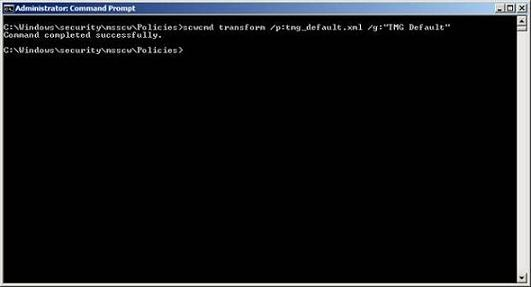 Administrator: Command Prompt
C:\Windows\security\msscw\Policies>scwcmd transform /p:tmg_default.xml /g:"TMG Default"
Command completed successfully.
C:\Windows\security\msscw\Policies>